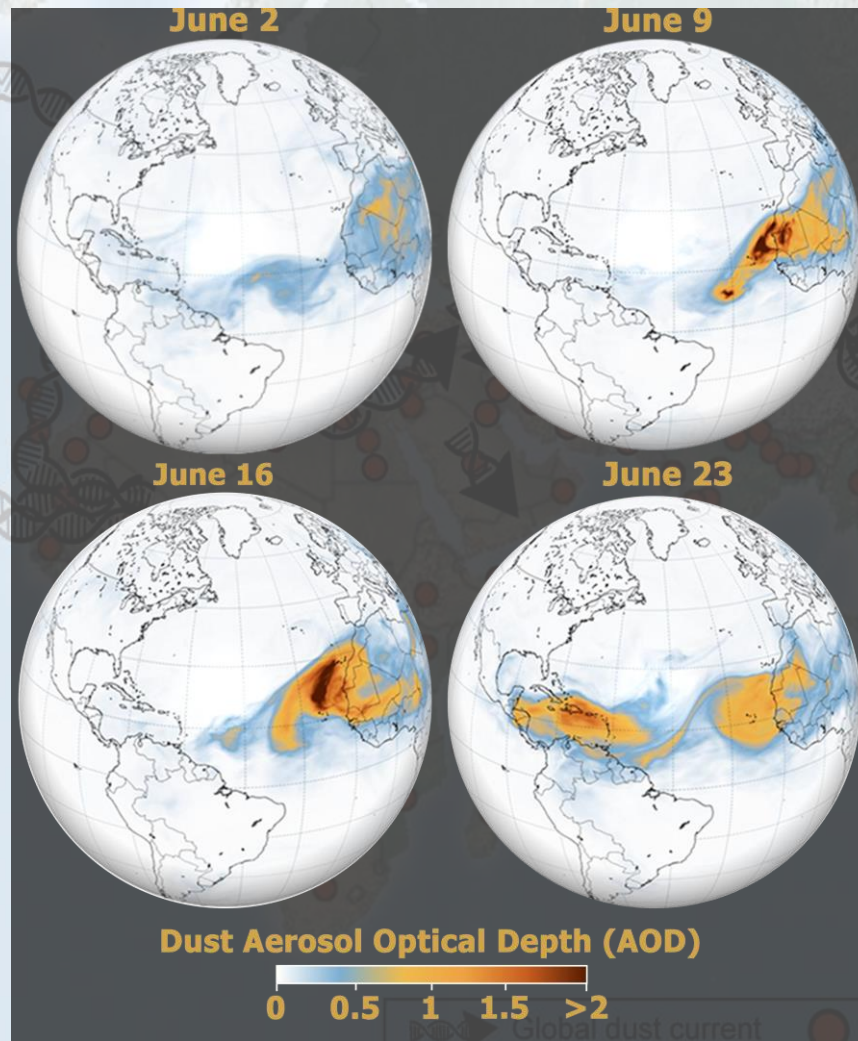 June 2
June 9
June 16
June 23
Dust Aerosol Optical Depth (AOD)
0 0.5 1 1.5 >2
Global dust current